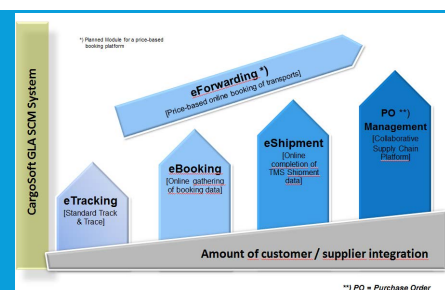 *) Planned Module for a price-based
booking platform
CargoSoft GLA SCM System
eForwarding *)
[Price-based online booking of transports]
eTracking
[Standard Track
& Trace]
eBooking
[Online gathering
of booking data]
eShipment
[Online
completion of
TMS Shipment
data]
PO **)
Management
[Collaborative
Supply Chain
Platform]
Amount of customer / supplier integration
**) PO = Purchase Order